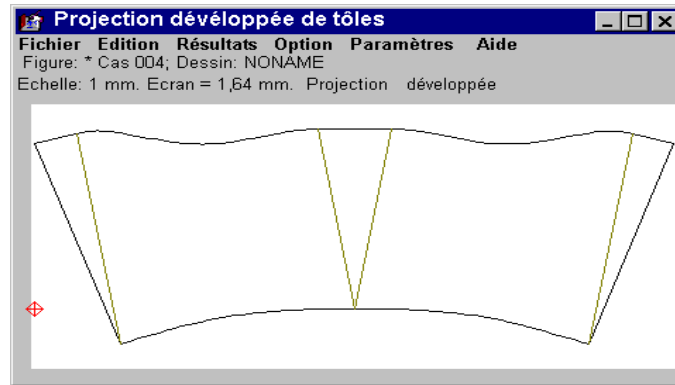 Projection développée de tôles
Fichier Edition Résultats Option Paramètres Aide
Figure: * Cas 004; Dessin: NONAME
Echelle: 1 mm. Ecran = 1,64 mm. Projection développée